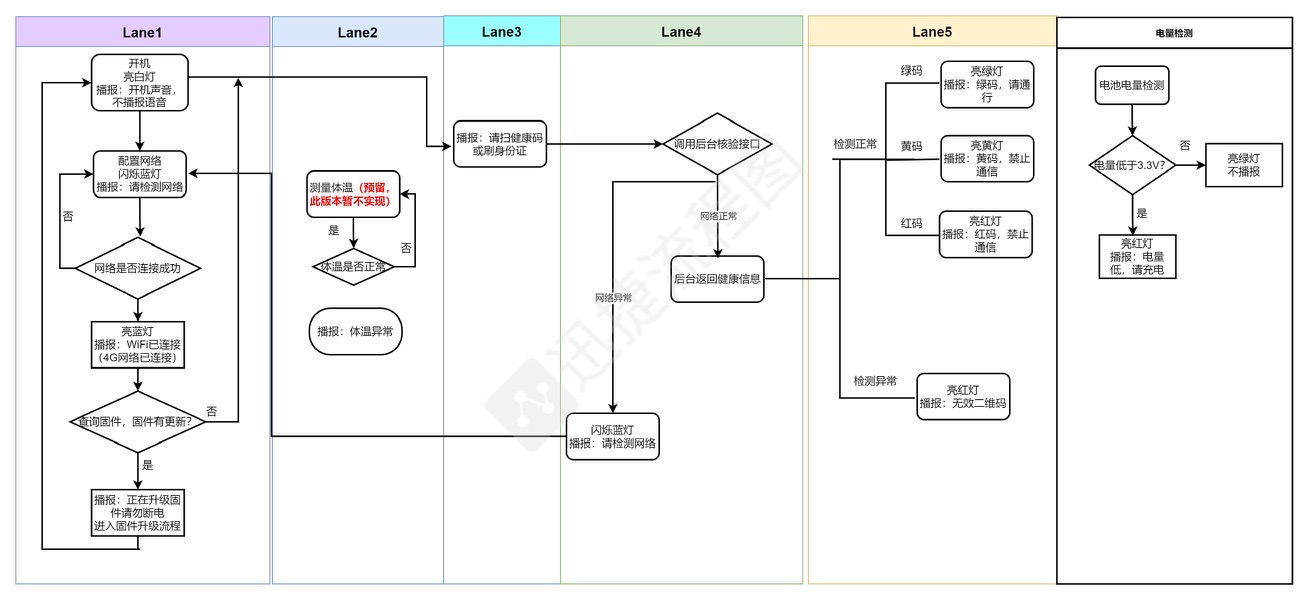 Lane1
开机
亮白灯
播报：开机声音，
不播报语音
配置网络
闪烁蓝灯
播报：请检测网络
否
网络是否连接成功
亮蓝灯
播报：WiFi已连接
（4G网络已连接）
查询固件，固件有更新？
否
是
播报：正在升级固
件请勿断电
进入固件升级流程
Lane2
测量体温（预留，
此版本暂不实现）
是
否
体温是否正常
播报：体温异常
Lane3
播报：请扫健康码
或刷身份证
Lane4
调用后台核验接口
网络正常
后台返回健康信息
网络异常
闪烁蓝灯
播报：请检测网络
迅捷流程图
Lane5
检测正常
绿码
亮绿灯
播报：绿码，请通
行
黄码
亮黄灯
播报：黄码，禁止
通信
红码
亮红灯
播报：红码，禁止
通信
检测异常
亮红灯
播报：无效二维码
电量检测
电池电量检测
电量低于3.3V？
否
亮绿灯
不播报
是
亮红灯
播报：电量
低，请充电